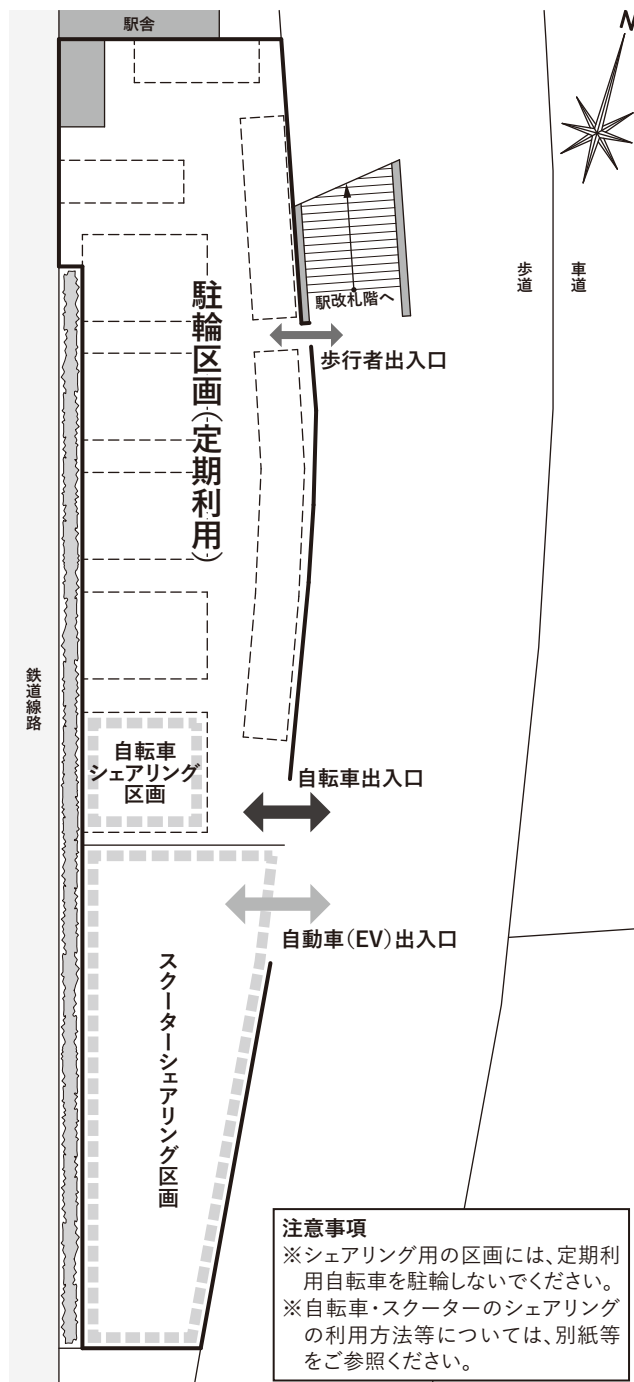 駅舎
N
駅改札階へ
歩道
車道
駐輪区画(定期利用)
歩行者出入口
鉄道線路
自転車
シェアリング
区画
自転車出入口
自動車(EV)出入口
スクーターシェアリング区画
注意事項
※シェアリング用の区画には、定期利
用自転車を駐輪しないでください。
※自転車・スクーターのシェアリング
の利用方法等については、別紙等
をご参照ください。